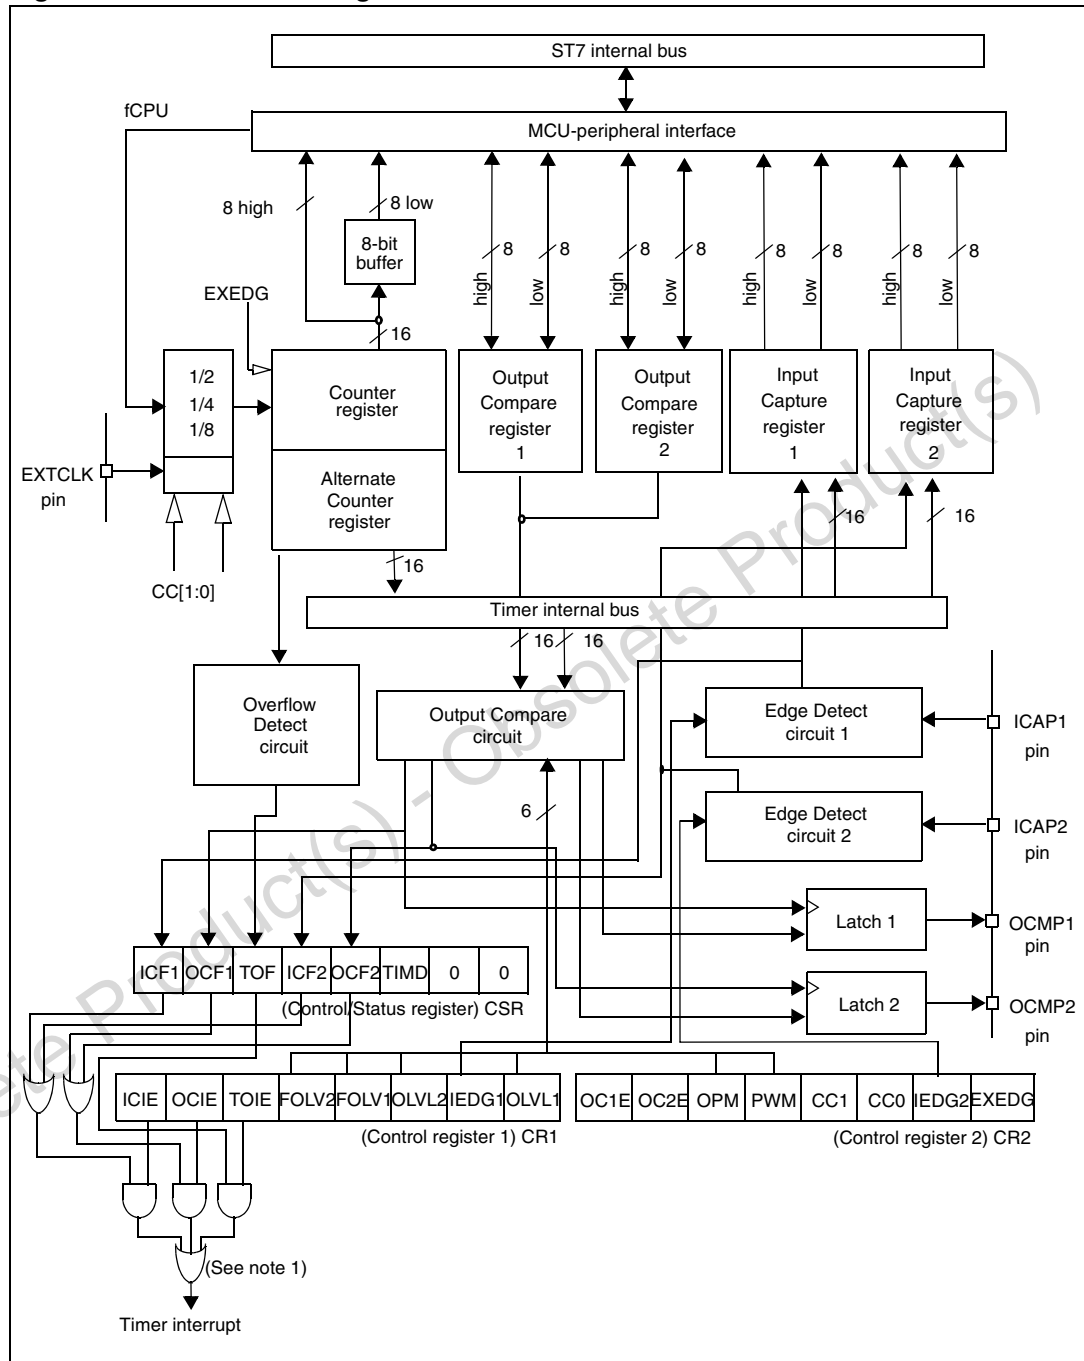 ST7 internal bus
fCPU
MCU-peripheral interface
8 high
8 low
8-bit
buffer
8
8
8
8
8
8
8
8
high
low
high
low
high
low
high
low
EXEDG
16
1/2
1/4
1/8
Counter
register
Output
Compare
register
1
Output
Compare
register
2
Input
Capture
register
1
Input
Capture
register
2
EXTCLK
pin
Alternate
Counter
register
16
16
16
CC[1:0]
Timer internal bus
16
16
Overflow
Detect
circuit
Output Compare
circuit
Edge Detect
circuit 1
ICAP1
pin
6
Edge Detect
circuit 2
ICAP2
pin
Latch 1
OCMP1
pin
ICF1 OCF1 TOF ICF2 OCF2 TIMD 0 0
(Control/Status register) CSR
Latch 2
OCMP2
pin
ICIE OCIE TOIE FOLV2 FOLV1 OLVL2 IEDG1 OLVL1
(Control register 1) CR1
OC1E OC2E OPM PWM CC1 CC0 IEDG2 EXEDG
(Control register 2) CR2
(See note 1)
Timer interrupt
Obsolete Product(s) - Obsolete Product(s)